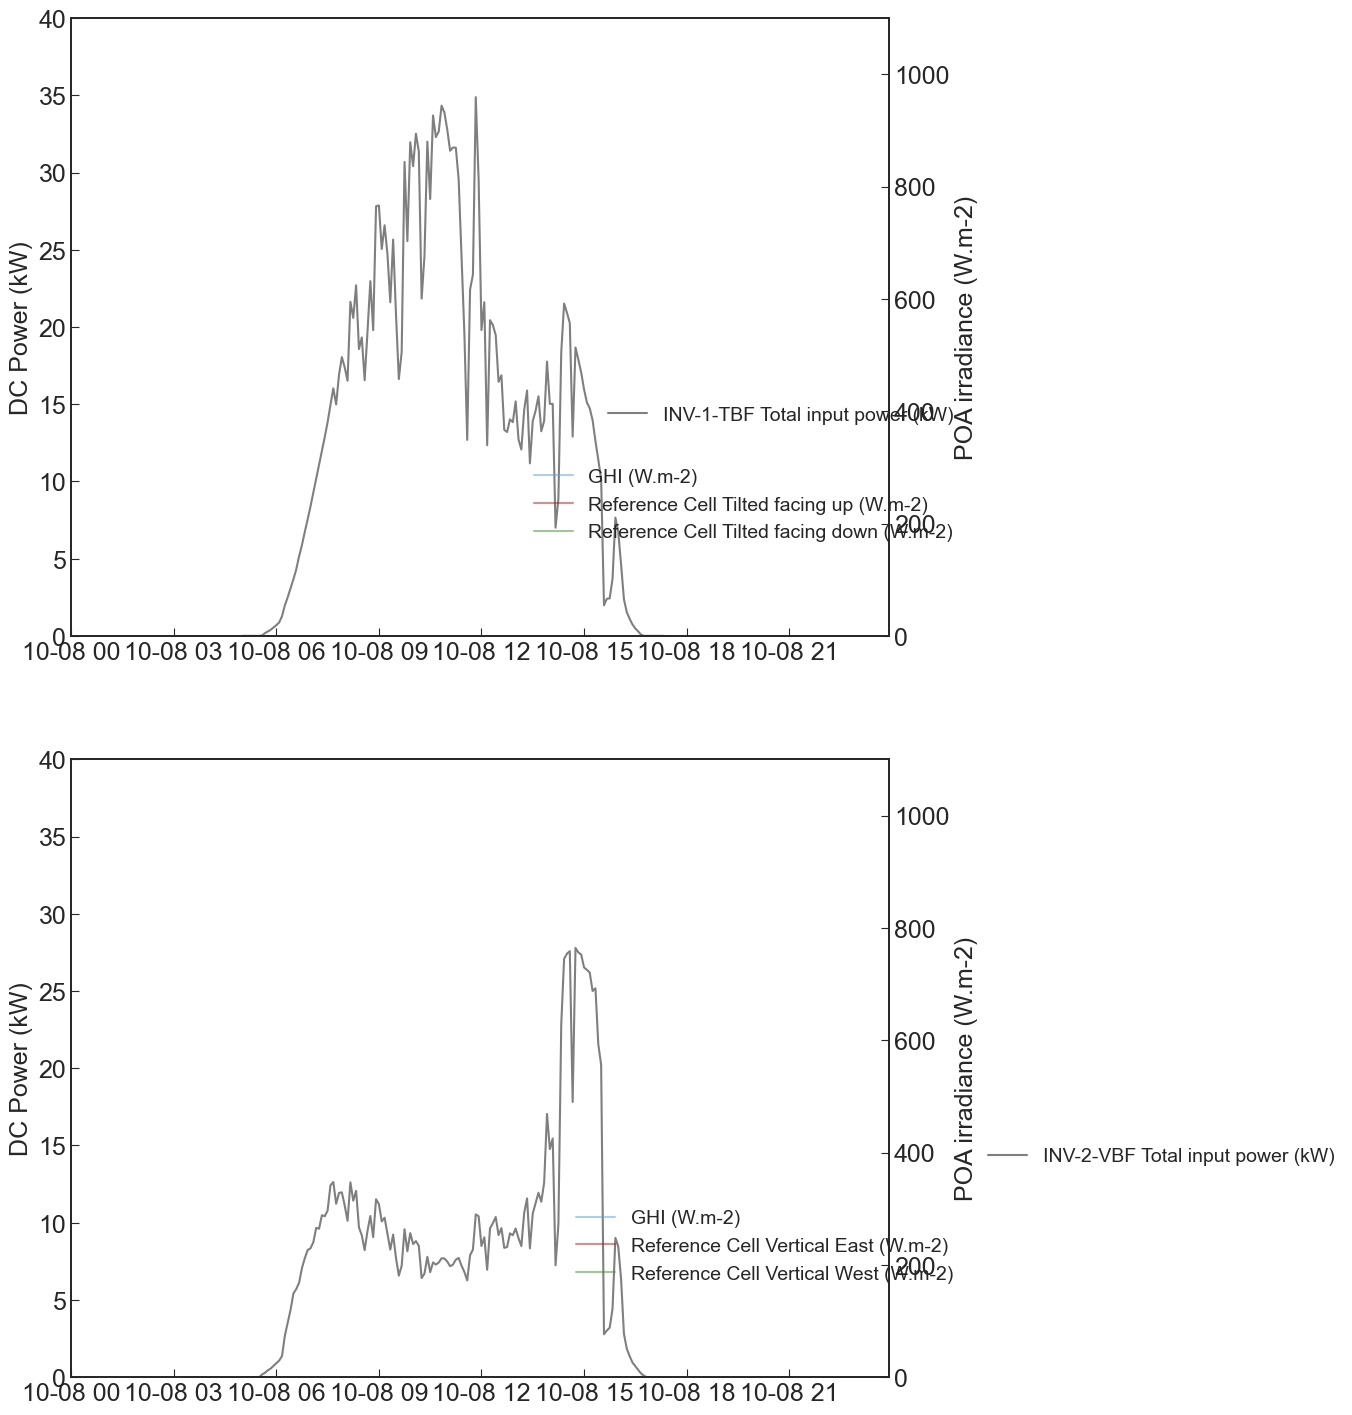 40
35
30
25
20
15
10
5
0
DC Power (kW)
1000
800
600
400
200
0
POA irradiance (W.m-2)
INV-1-TBF Total input power (kW)
GHI (W.m-2)
Reference Cell Tilted facing up (W.m-2)
Reference Cell Tilted facing down (W.m-2)
10-08 00 10-08 03 10-08 06 10-08 09 10-08 12 10-08 15 10-08 18 10-08 21
40
35
30
25
20
15
10
5
0
DC Power (kW)
1000
800
600
400
200
0
POA irradiance (W.m-2)
INV-2-VBF Total input power (kW)
GHI (W.m-2)
Reference Cell Vertical East (W.m-2)
Reference Cell Vertical West (W.m-2)
10-08 00 10-08 03 10-08 06 10-08 09 10-08 12 10-08 15 10-08 18 10-08 21